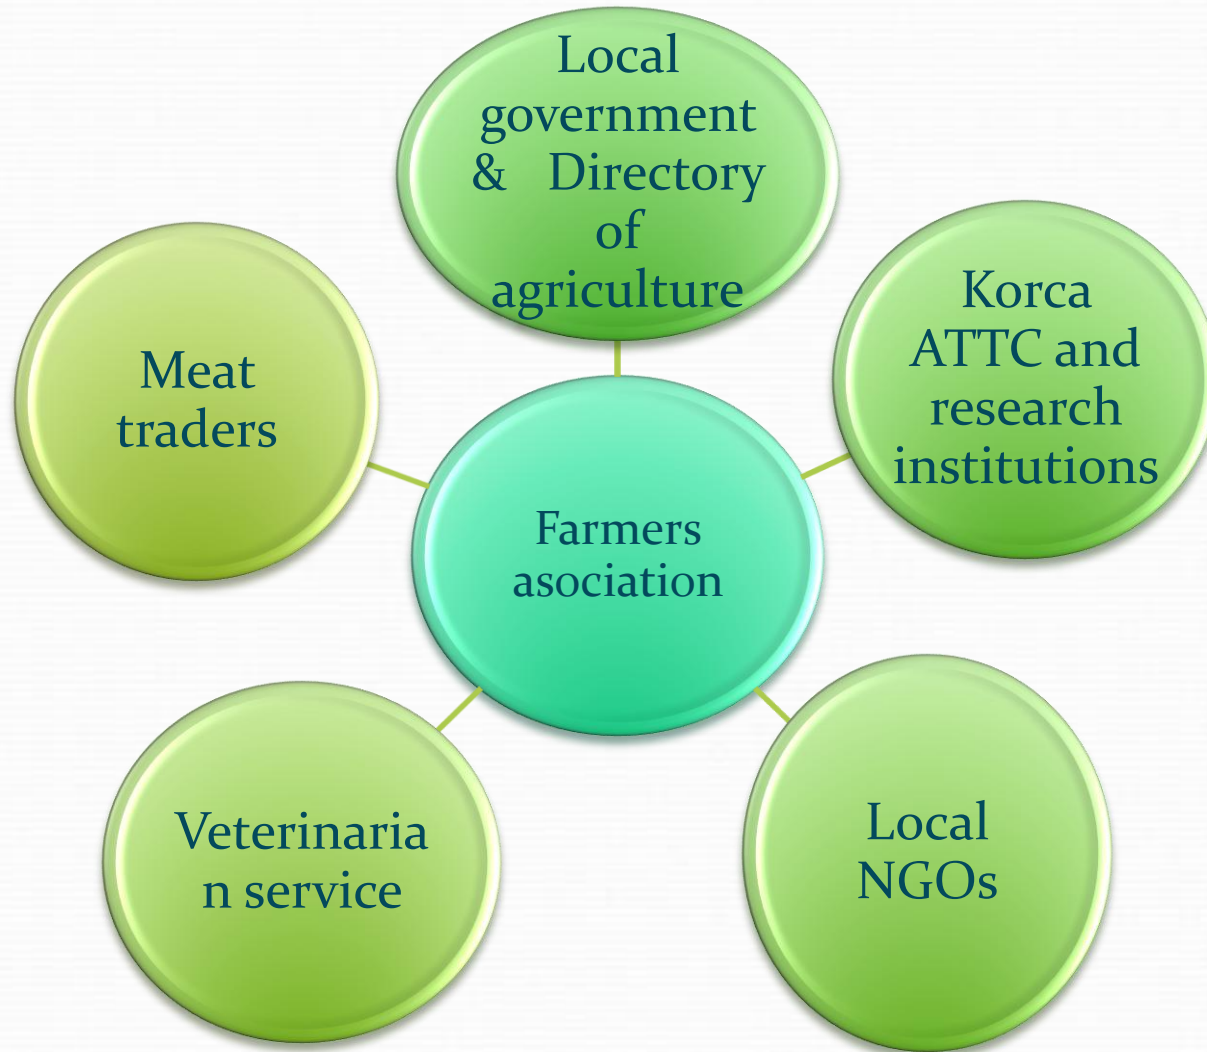 Local
government
& Directory
of
agriculture
Korca
ATTC and
research
institutions
Meat
traders
Farmers
asociation
Veterinaria
n service
Local
NGOs